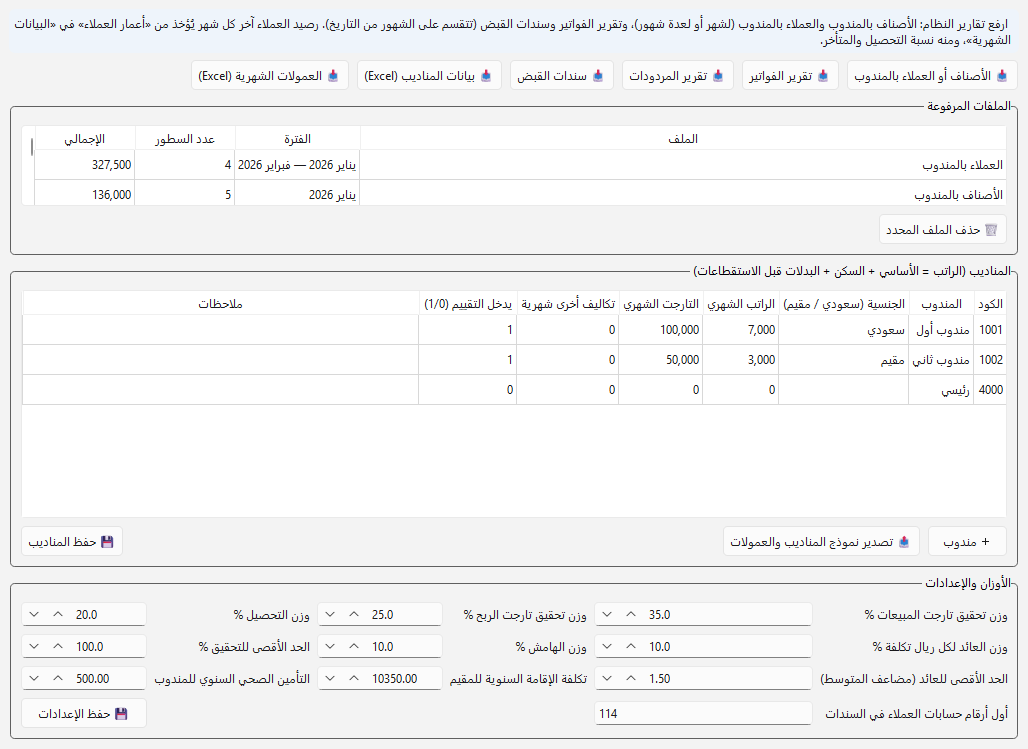 ارفع تقارير النظام: الأصناف بالمندوب والعملاء بالمندوب (لشهر أو لعدة شهور)، وتقرير الفواتير وسندات القبض (تتقسم على الشهور من التاريخ). رصيد العملاء آخر كل شهر يُؤخذ من «أعمار العملاء» في «البيانات
الشهرية»، ومنه نسبة التحصيل والمتأخر.
الأصناف أو العملاء بالمندوب تقرير الفواتير تقرير المردودات سندات القبض بيانات المناديب (Excel) العمولات الشهرية (Excel)
الملفات المرفوعة
الملف الفترة عدد السطور الإجمالي
العملاء بالمندوب يناير 2026 — فبراير 2026 4 327,500
الأصناف بالمندوب يناير 2026 5 136,000
حذف الملف المحدد
المناديب (الراتب = الأساسي + السكن + البدلات قبل الاستقطاعات)
الكود المندوب الجنسية (سعودي / مقيم) الراتب الشهري التارجت الشهري تكاليف أخرى شهرية يدخل التقييم (1/0) ملاحظات
1001 مندوب أول سعودي 7,000 100,000 0 1
1002 مندوب ثاني مقيم 3,000 50,000 0 1
4000 رئيسي 0 0 0 0
+ مندوب تصدير نموذج المناديب والعمولات حفظ المناديب
الأوزان والإعدادات
وزن تحقيق تارجت المبيعات % 35.0 وزن تحقيق تارجت الربح % 25.0 وزن التحصيل % 20.0
وزن العائد لكل ريال تكلفة % 10.0 وزن الهامش % 10.0 الحد الأقصى للتحقيق % 100.0
الحد الأقصى للعائد (مضاعف المتوسط) 1.50 تكلفة الإقامة السنوية للمقيم 10350.00 التأمين الصحي السنوي للمندوب 500.00
أول أرقام حسابات العملاء في السندات 114 حفظ الإعدادات